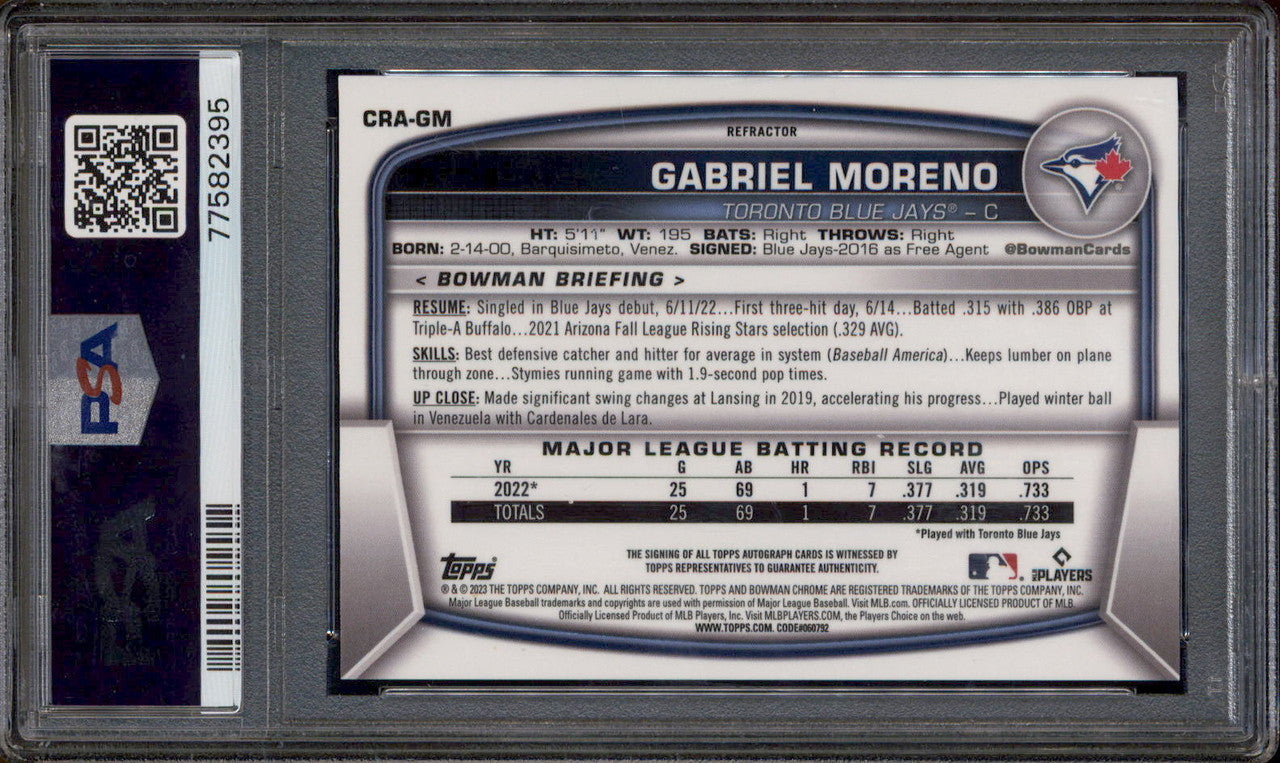 77582395
PSA
CRA-GM
REFRACTOR
GABRIEL MORENO
TORONTO BLUE JAYS® – C
HT: 5'11" WT: 195 BATS: Right THROWS: Right
BORN: 2-14-00, Barquisimeto, Venez. SIGNED: Blue Jays-2016 as Free Agent @BowmanCards
< BOWMAN BRIEFING >
RESUME: Singled in Blue Jays debut, 6/11/22...First three-hit day, 6/14...Batted .315 with .386 OBP at
Triple-A Buffalo...2021 Arizona Fall League Rising Stars selection (.329 AVG).
SKILLS: Best defensive catcher and hitter for average in system (Baseball America)...Keeps lumber on plane
through zone...Stymies running game with 1.9-second pop times.
UP CLOSE: Made significant swing changes at Lansing in 2019, accelerating his progress...Played winter ball
in Venezuela with Cardenales de Lara.
MAJOR LEAGUE BATTING RECORD
YR G AB HR RBI SLG AVG OPS
2022* 25 69 1 7 .377 .319 .733
TOTALS 25 69 1 7 .377 .319 .733
*Played with Toronto Blue Jays
Topps
THE SIGNING OF ALL TOPPS AUTOGRAPH CARDS IS WITNESSED BY
TOPPS REPRESENTATIVES TO GUARANTEE AUTHENTICITY.
PLAYERS
® & © 2023 THE TOPPS COMPANY, INC. ALL RIGHTS RESERVED. TOPPS AND BOWMAN CHROME ARE REGISTERED TRADEMARKS OF THE TOPPS COMPANY, INC.
Major League Baseball trademarks and copyrights are used with permission of Major League Baseball. Visit MLB.com. OFFICIALLY LICENSED PRODUCT OF MLB.
Officially Licensed Product of MLB Players, Inc. Visit MLBPLAYERS.COM, the Players Choice on the web.
WWW.TOPPS.COM. CODE#060792